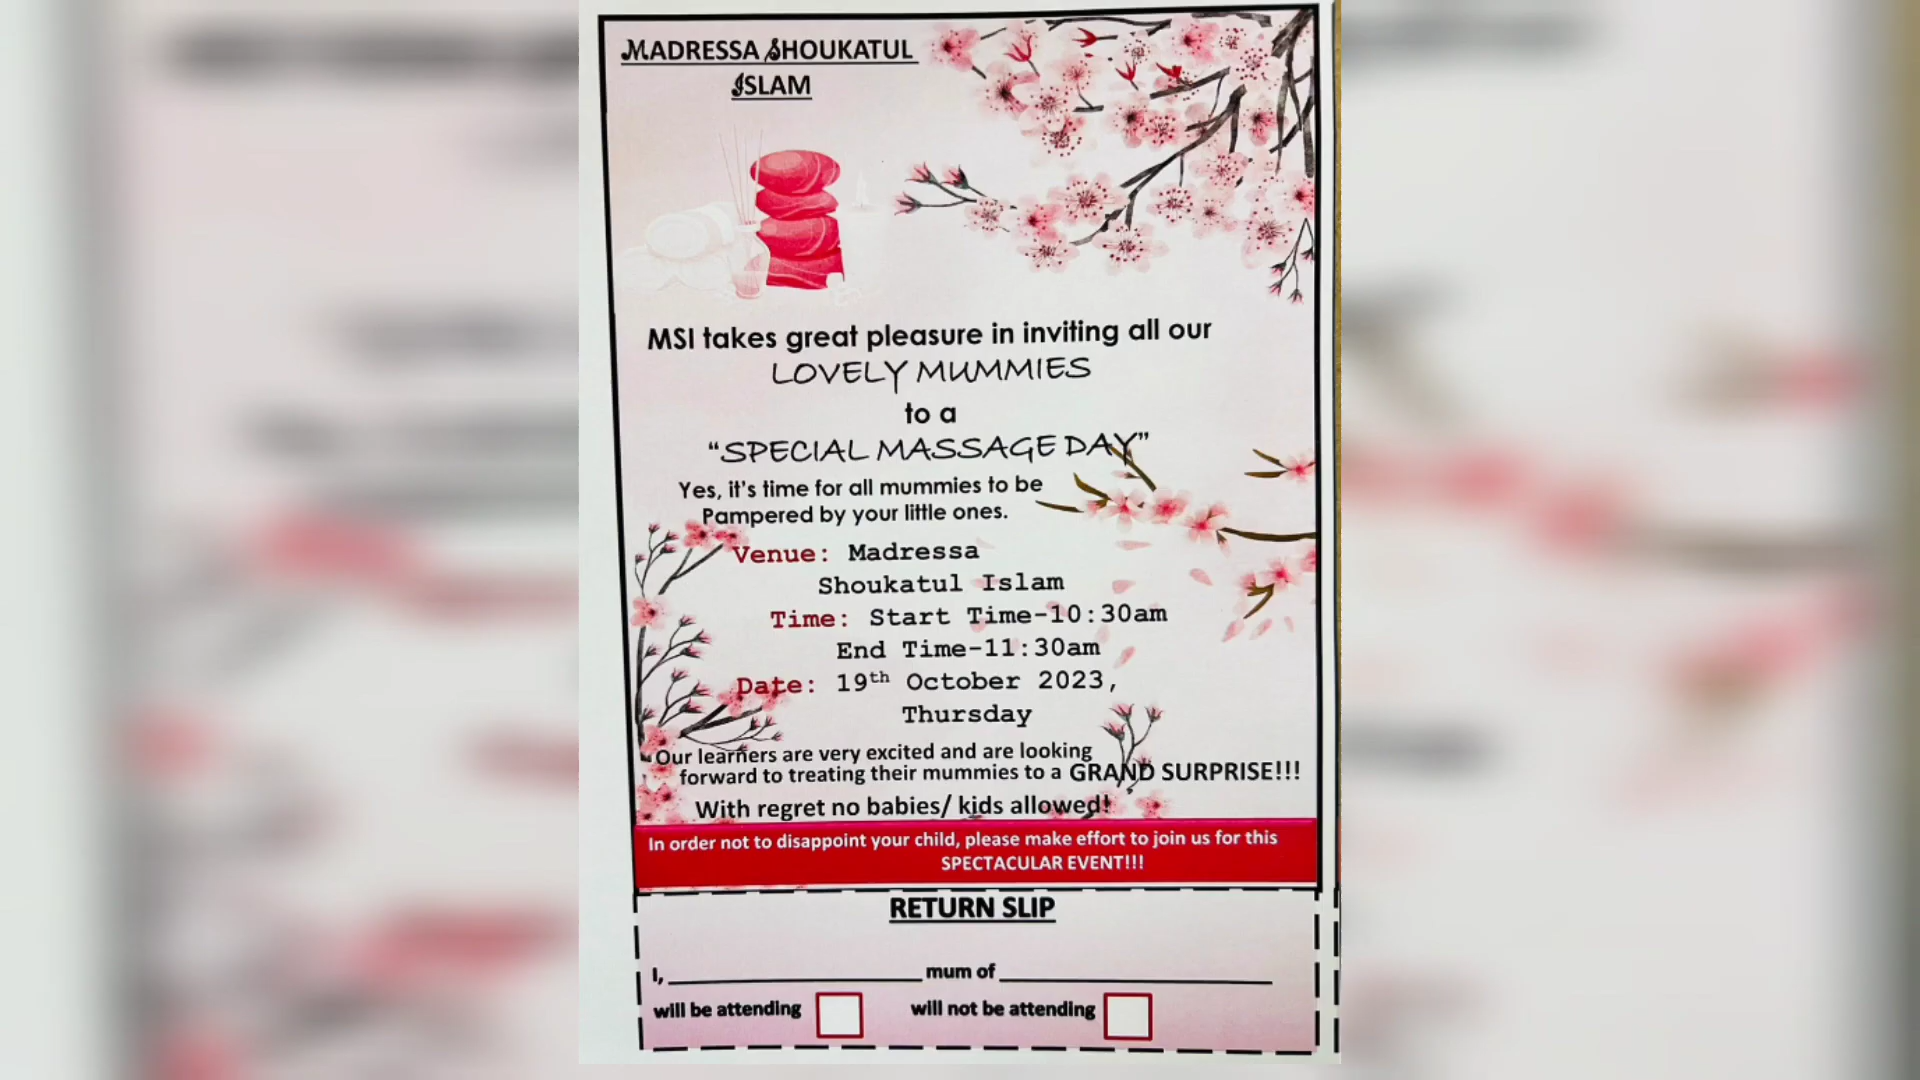 MADRESSA SHOUKATUL
ISLAM
MSI takes great pleasure in inviting all our
LOVELY MUMMIES
to a
“SPECIAL MASSAGE DAY”
Yes, it's time for all mummies to be
Pampered by your little ones.
Venue: Madressa
Shoukatul Islam
Time: Start Time-10:30am
End Time-11:30am
Date: 19th October 2023,
Thursday
Our learners are very excited and are looking
forward to treating their mummies to a GRAND SURPRISE!!!
With regret no babies/ kids allowed!
In order not to disappoint your child, please make effort to join us for this
SPECTACULAR EVENT!!!
RETURN SLIP
I, ____________________ mum of ____________________
will be attending will not be attending